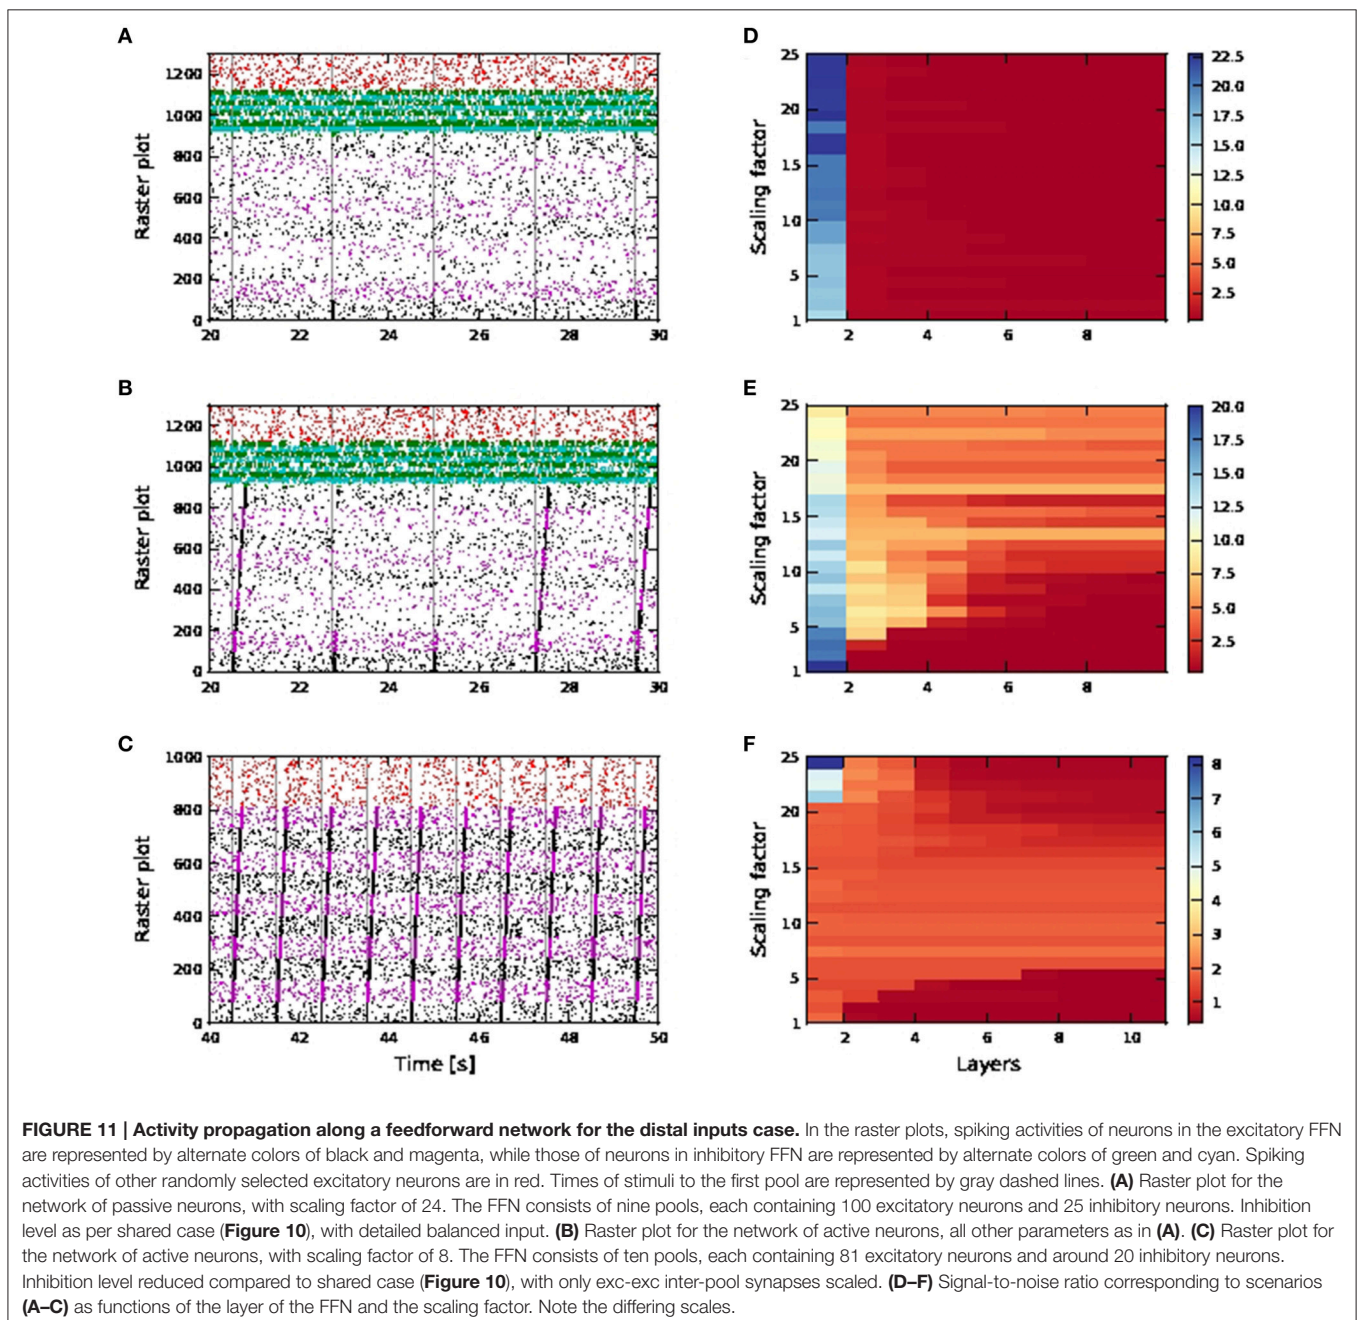 A
Raster plot
1200
1000
800
600
400
200
0
20 22 24 26 28 30
D
Scaling factor
25
20
15
10
5
1
2 4 6 8
22.5
20.0
17.5
15.0
12.5
10.0
7.5
5.0
2.5
B
Raster plot
1200
1000
800
600
400
200
0
20 22 24 26 28 30
E
Scaling factor
25
20
15
10
5
1
2 4 6 8
20.0
17.5
15.0
12.5
10.0
7.5
5.0
2.5
C
Raster plot
1000
800
600
400
200
0
40 42 44 46 48 50
Time [s]
F
Scaling factor
25
20
15
10
5
1
2 4 6 8 10
Layers
8
7
6
5
4
3
2
1
FIGURE 11 | Activity propagation along a feedforward network for the distal inputs case. In the raster plots, spiking activities of neurons in the excitatory FFN
are represented by alternate colors of black and magenta, while those of neurons in inhibitory FFN are represented by alternate colors of green and cyan. Spiking
activities of other randomly selected excitatory neurons are in red. Times of stimuli to the first pool are represented by gray dashed lines. (A) Raster plot for the
network of passive neurons, with scaling factor of 24. The FFN consists of nine pools, each containing 100 excitatory neurons and 25 inhibitory neurons. Inhibition
level as per shared case (Figure 10), with detailed balanced input. (B) Raster plot for the network of active neurons, all other parameters as in (A). (C) Raster plot for
the network of active neurons, with scaling factor of 8. The FFN consists of ten pools, each containing 81 excitatory neurons and around 20 inhibitory neurons.
Inhibition level reduced compared to shared case (Figure 10), with only exc-exc inter-pool synapses scaled. (D–F) Signal-to-noise ratio corresponding to scenarios
(A–C) as functions of the layer of the FFN and the scaling factor. Note the differing scales.